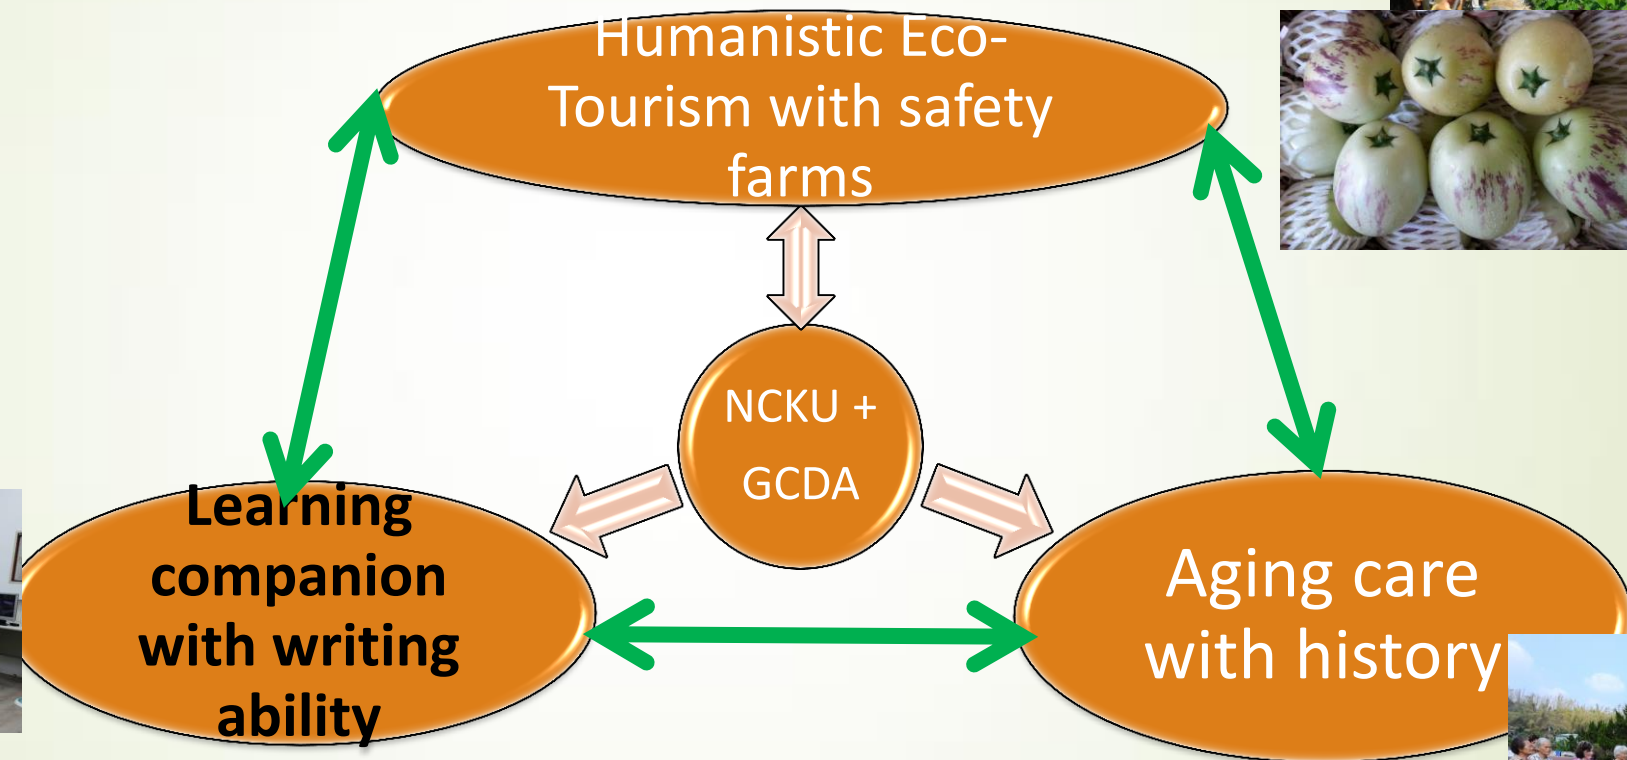 Humanistic Eco-
Tourism with safety
farms
NCKU +
GCDA
Learning
companion
with writing
ability
Aging care
with history